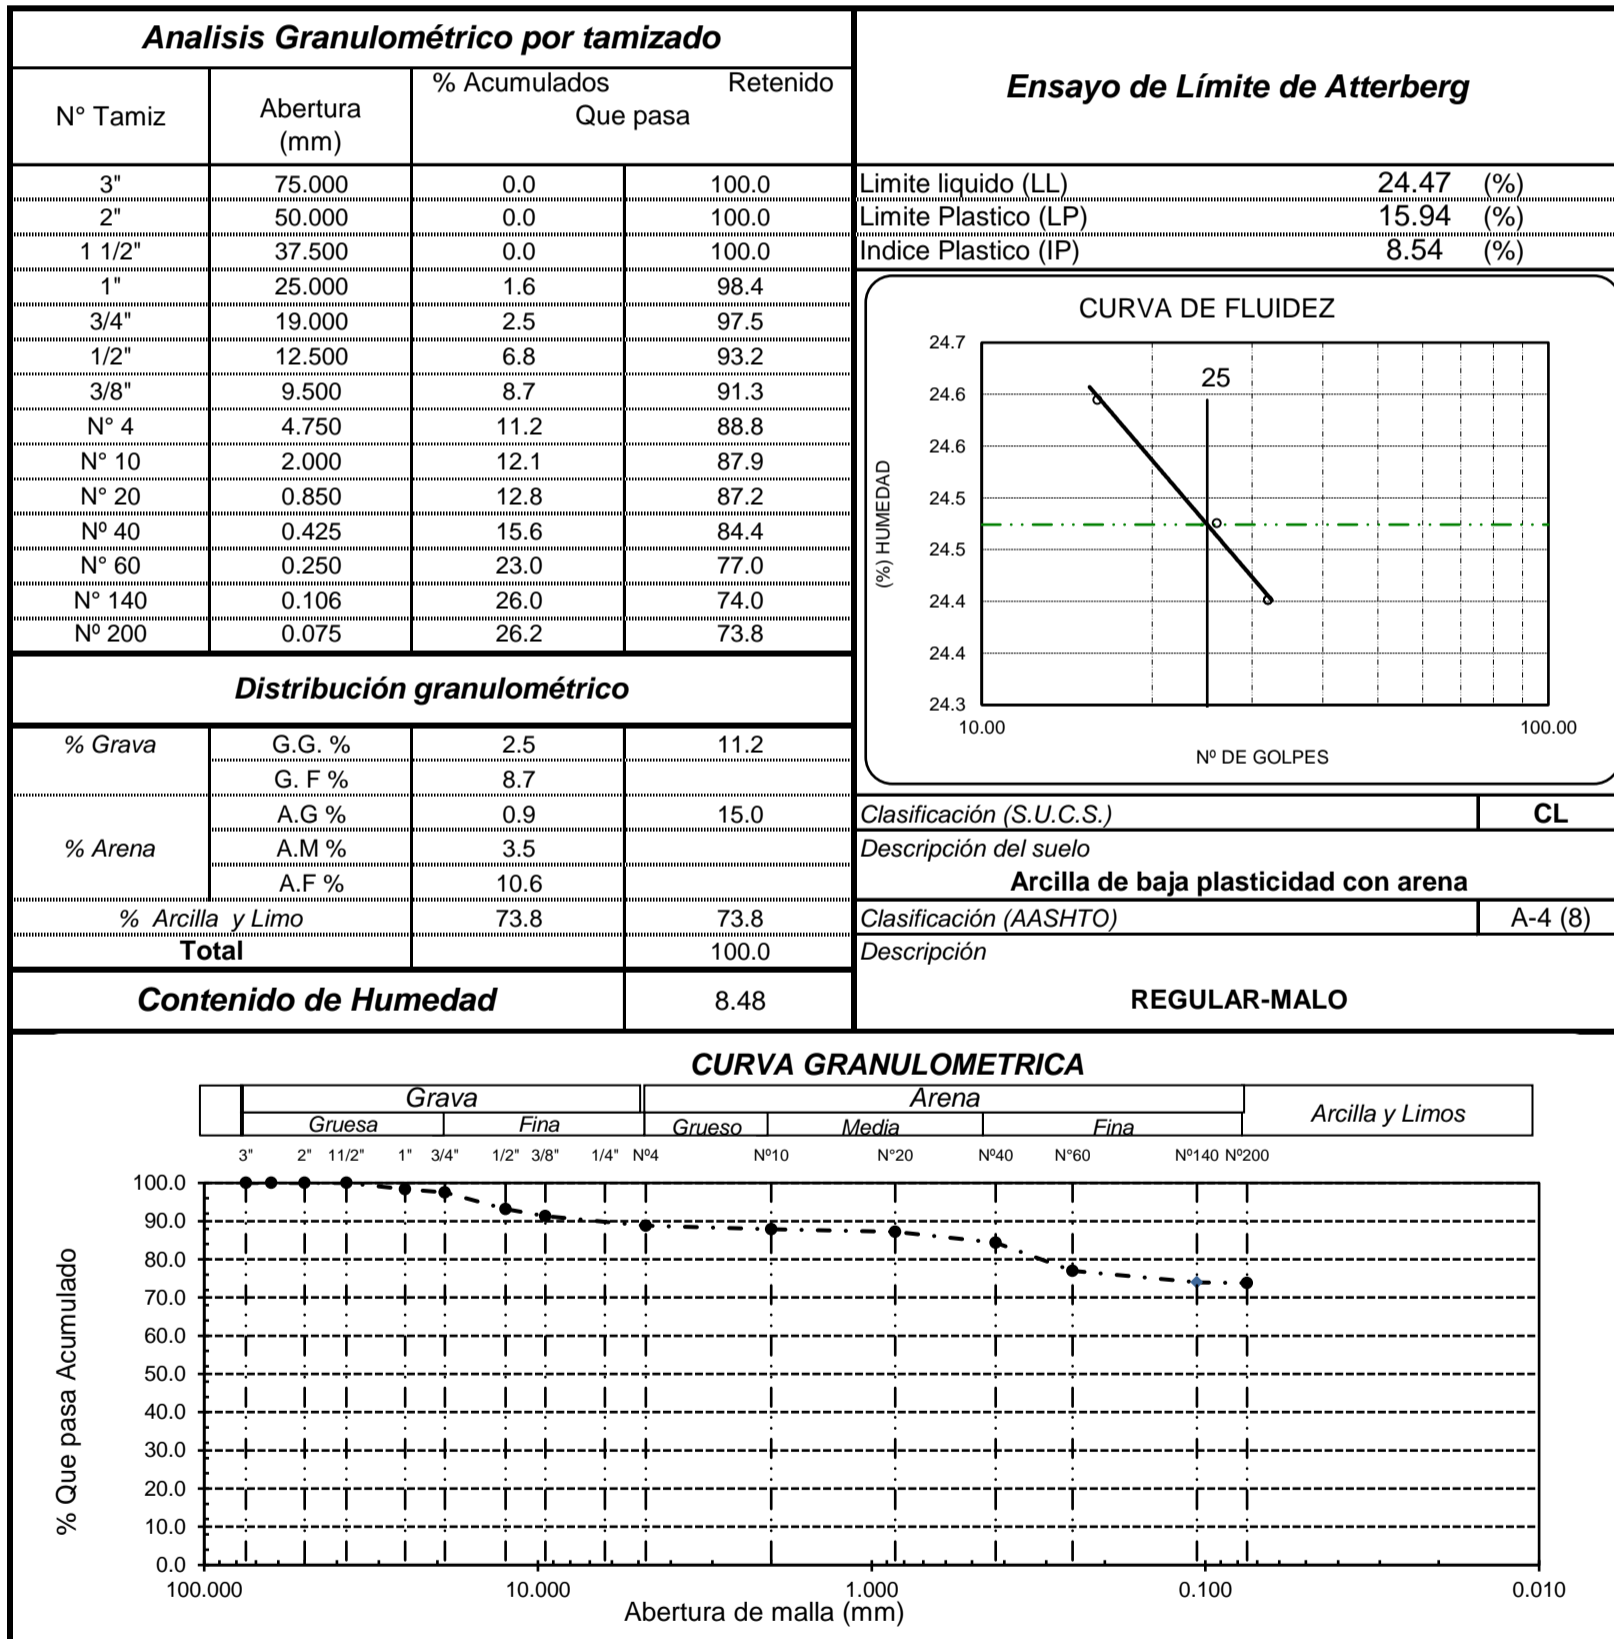 Analisis Granulométrico por tamizado
N° Tamiz Abertura (mm) % Acumulados Retenido Que pasa
3" 75.000 0.0 100.0
2" 50.000 0.0 100.0
1 1/2" 37.500 0.0 100.0
1" 25.000 1.6 98.4
3/4" 19.000 2.5 97.5
1/2" 12.500 6.8 93.2
3/8" 9.500 8.7 91.3
N° 4 4.750 11.2 88.8
N° 10 2.000 12.1 87.9
N° 20 0.850 12.8 87.2
Nº 40 0.425 15.6 84.4
N° 60 0.250 23.0 77.0
N° 140 0.106 26.0 74.0
Nº 200 0.075 26.2 73.8
Distribución granulométrico
% Grava G.G. % 2.5 11.2
G. F % 8.7
A.G % 0.9 15.0
% Arena A.M % 3.5
A.F % 10.6
% Arcilla y Limo 73.8 73.8
Total 100.0
Contenido de Humedad 8.48
Ensayo de Límite de Atterberg
Limite liquido (LL) 24.47 (%)
Limite Plastico (LP) 15.94 (%)
Indice Plastico (IP) 8.54 (%)
CURVA DE FLUIDEZ
25
24.7
24.6
24.6
24.5
24.5
24.4
24.4
24.3
(%) HUMEDAD
10.00 100.00
Nº DE GOLPES
Clasificación (S.U.C.S.) CL
Descripción del suelo
Arcilla de baja plasticidad con arena
Clasificación (AASHTO) A-4 (8)
Descripción
REGULAR-MALO
CURVA GRANULOMETRICA
Grava Arena Arcilla y Limos
Gruesa Fina Grueso Media Fina
3" 2" 11/2" 1" 3/4" 1/2" 3/8" 1/4" Nº4 Nº10 N°20 Nº40 N°60 Nº140 Nº200
100.0
90.0
80.0
70.0
60.0
50.0
40.0
30.0
20.0
10.0
0.0
% Que pasa Acumulado
100.000 10.000 1.000 0.100 0.010
Abertura de malla (mm)